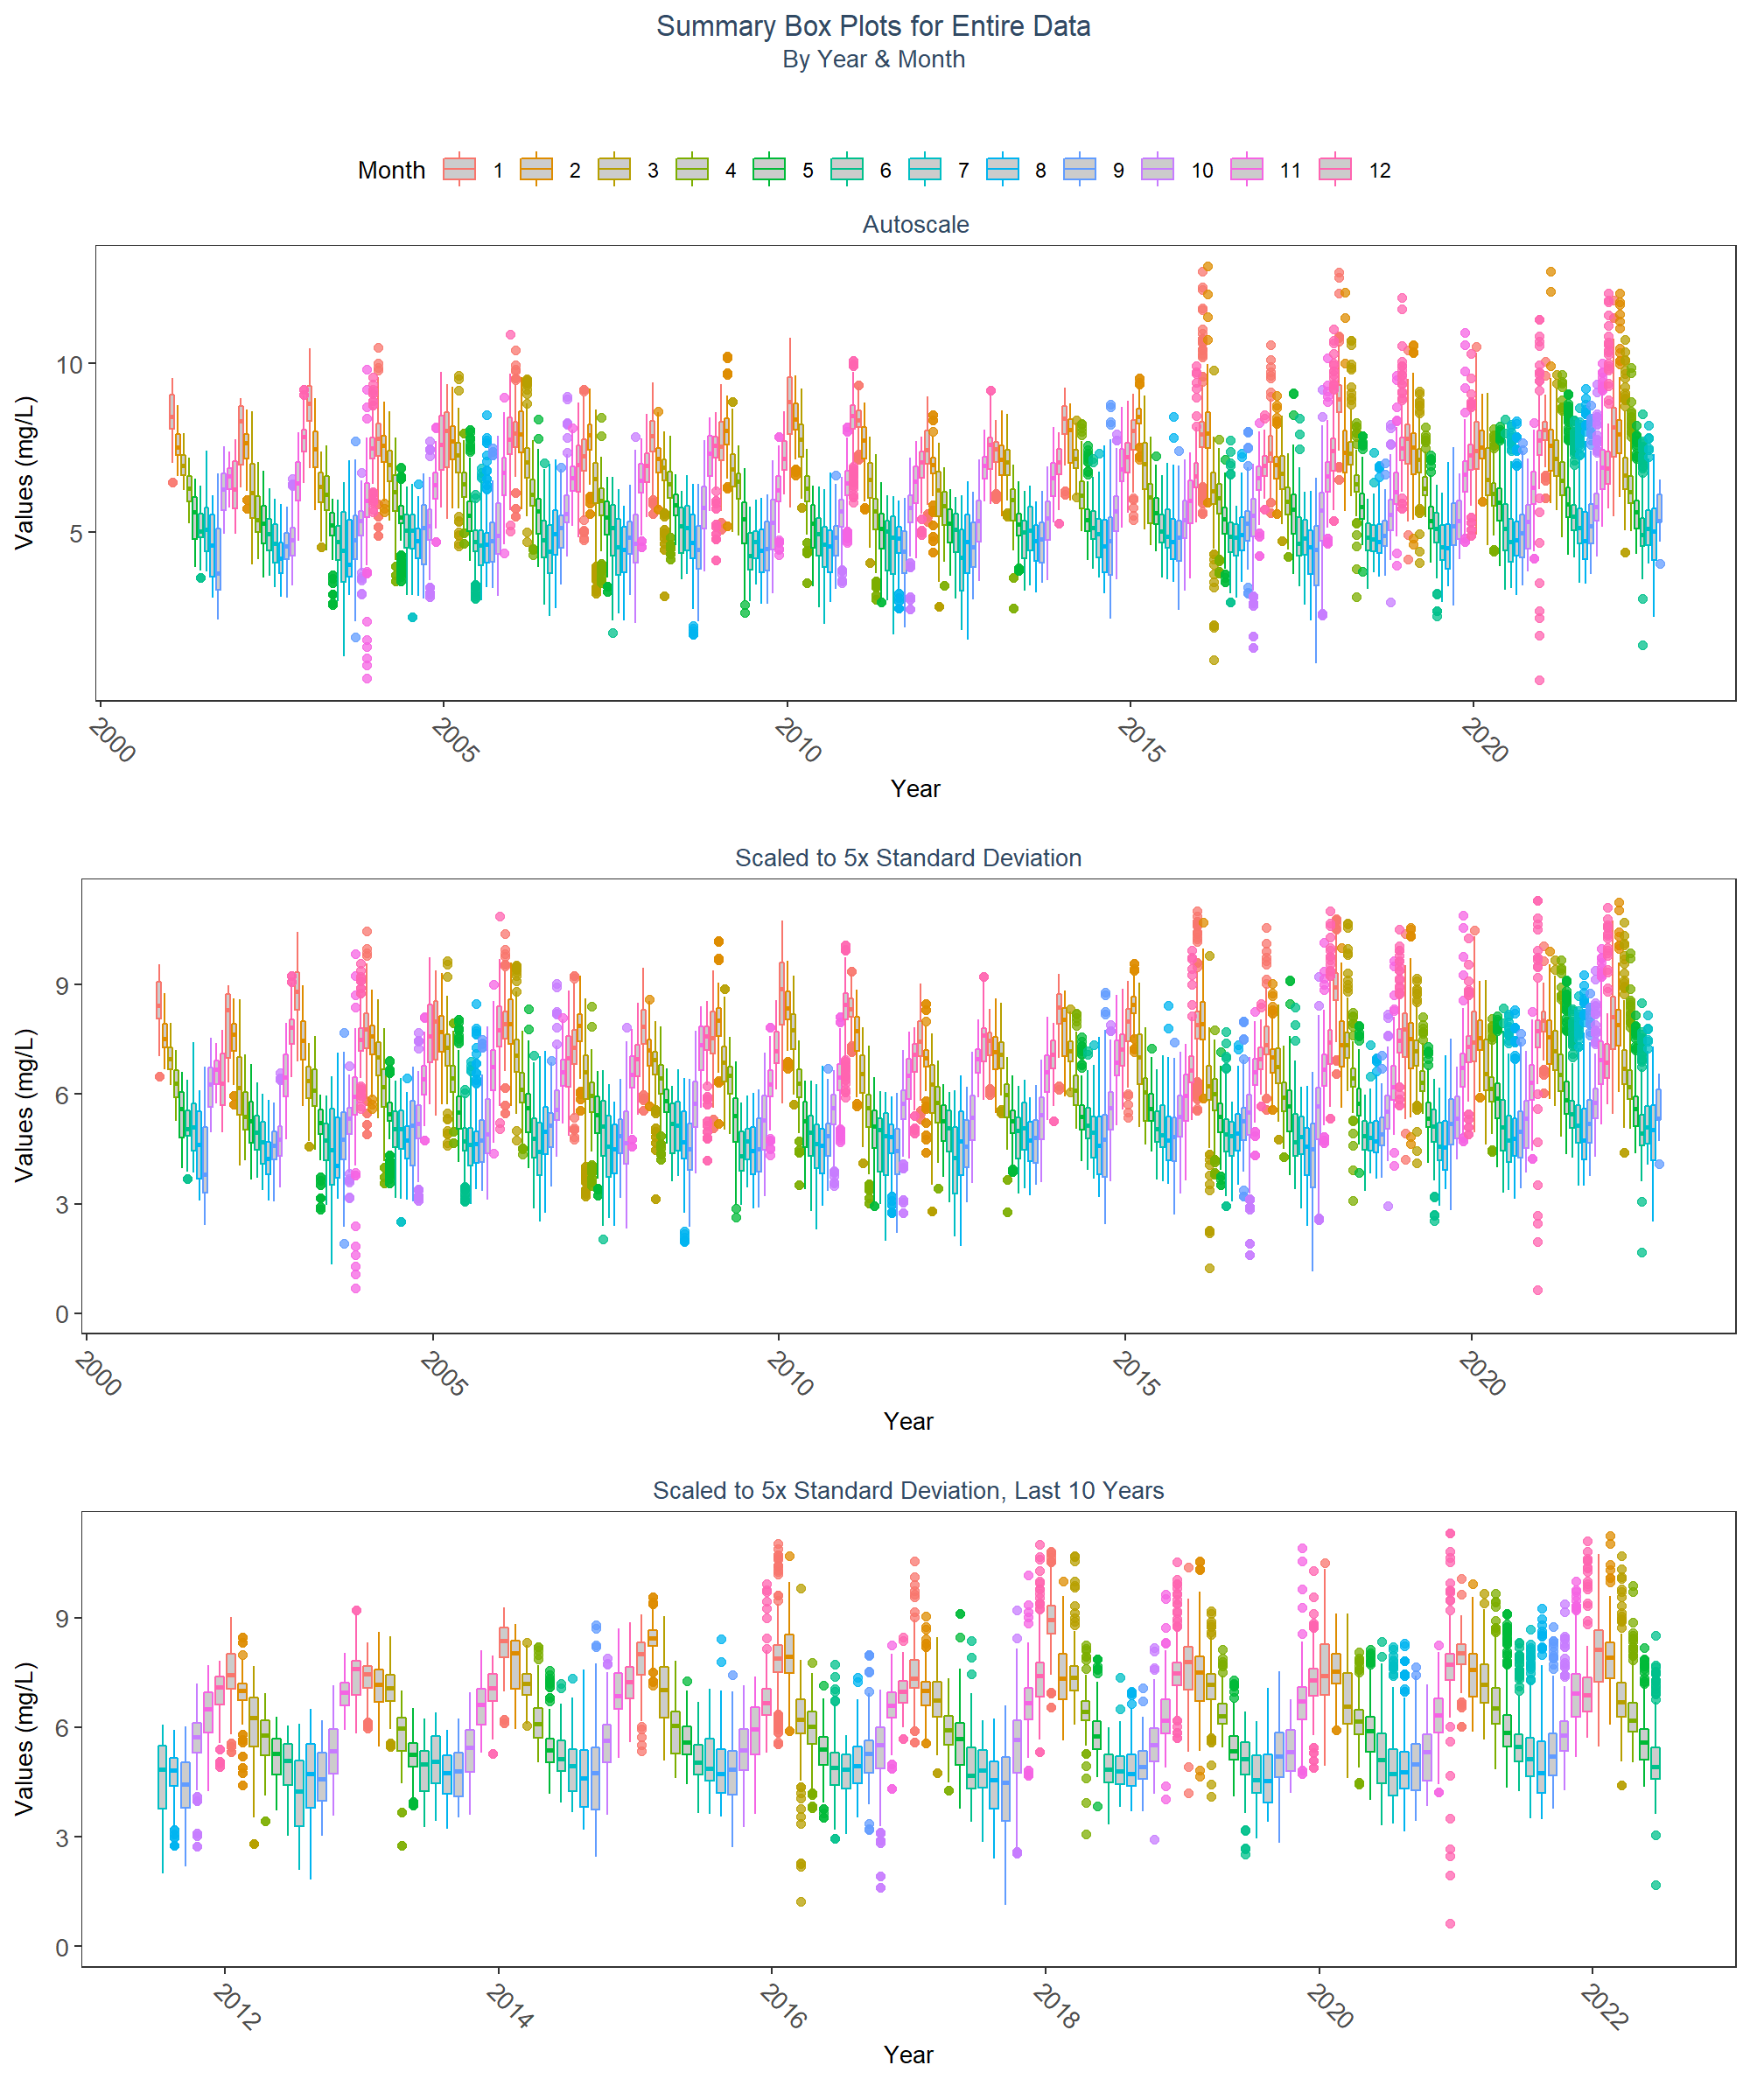 Summary Box Plots for Entire Data
By Year & Month
Month 1 2 3 4 5 6 7 8 9 10 11 12
Autoscale
Values (mg/L)
10
5
2000 2005 2010 2015 2020
Year
Scaled to 5x Standard Deviation
Values (mg/L)
9
6
3
0
2000 2005 2010 2015 2020
Year
Scaled to 5x Standard Deviation, Last 10 Years
Values (mg/L)
9
6
3
0
2012 2014 2016 2018 2020 2022
Year